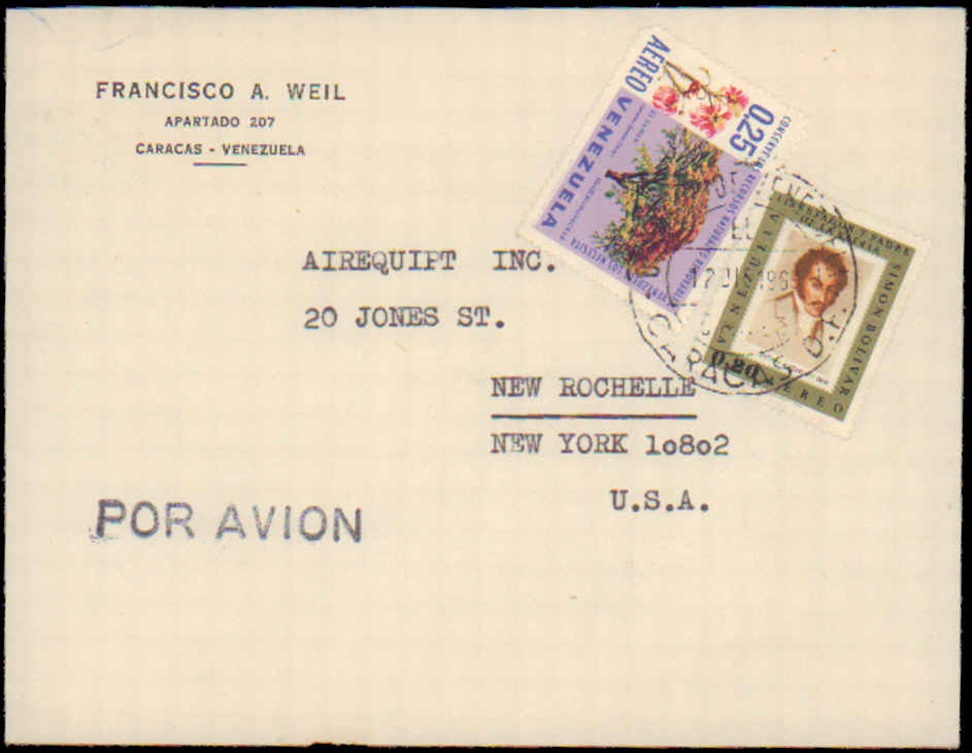 FRANCISCO A. WEIL
APARTADO 207
CARACAS - VENEZUELA
AEREO 0,25
VENEZUELA
SIMON BOLIVAR
VENEZUELA
0,20
AEREO
AIREQUIPT INC.
20 JONES ST.
NEW ROCHELLE
NEW YORK 10802
U.S.A.
POR AVION